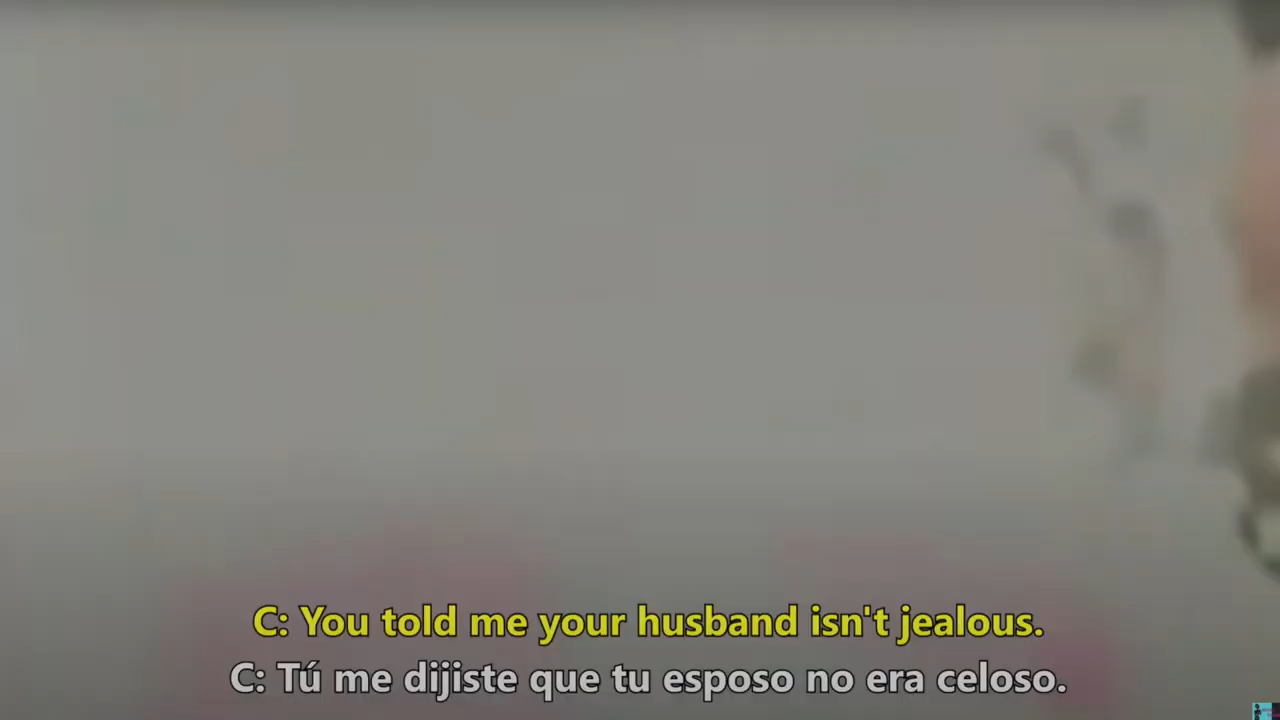 C: You told me your husband isn't jealous.
C: Tú me dijiste que tu esposo no era celoso.